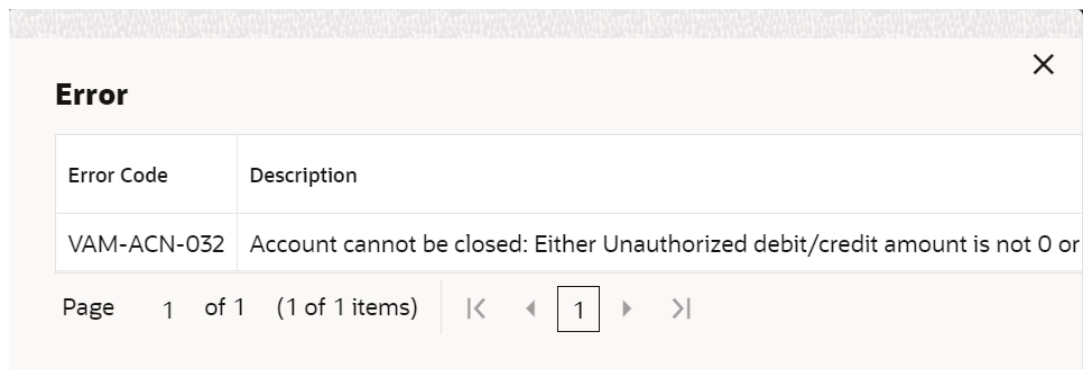 Error
Error Code Description
VAM-ACN-032 Account cannot be closed: Either Unauthorized debit/credit amount is not 0 or
Page 1 of 1 (1 of 1 items) 1